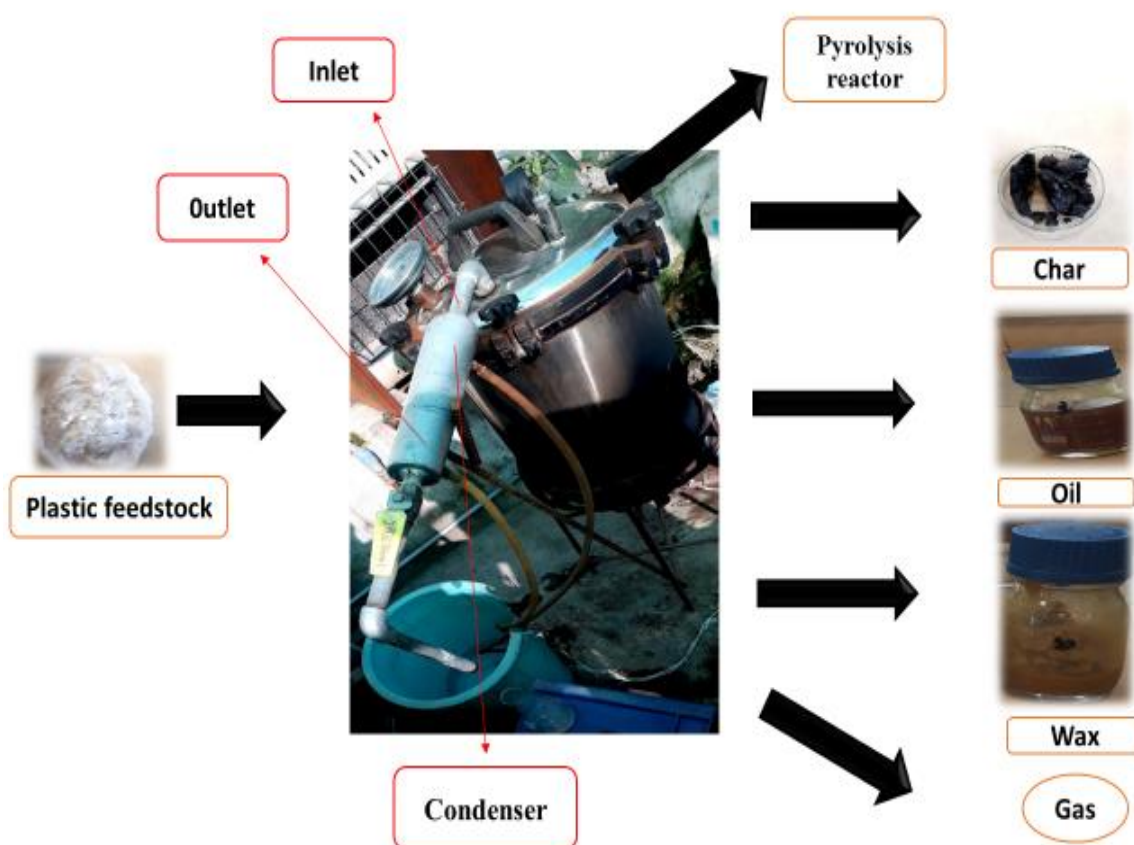 Pyrolysis
reactor
Inlet
0utlet
Char
Plastic feedstock
Oil
Wax
Condenser
Gas